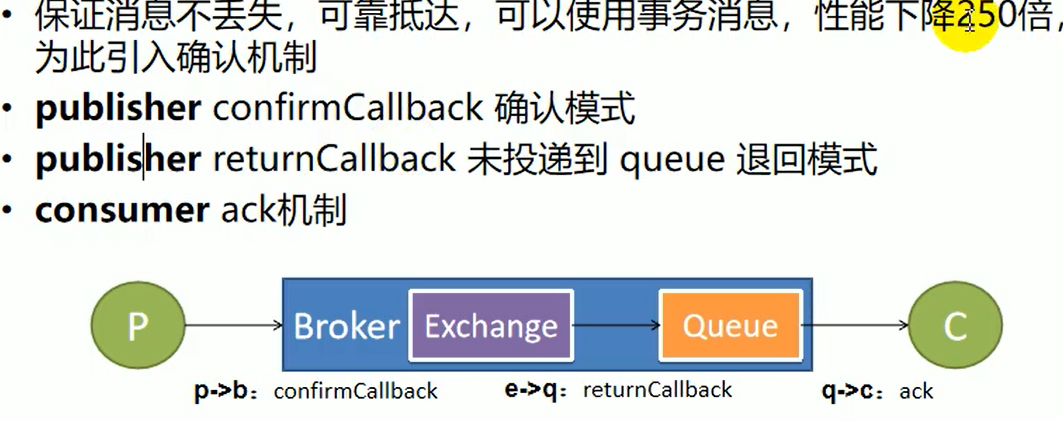 • 保证消息不丢失，可靠抵达，可以使用事务消息，性能下降250倍，
为此引入确认机制
• publisher confirmCallback 确认模式
• publisher returnCallback 未投递到 queue 退回模式
• consumer ack机制
P
Broker
Exchange
Queue
C
p->b：confirmCallback
e->q：returnCallback
q->c：ack